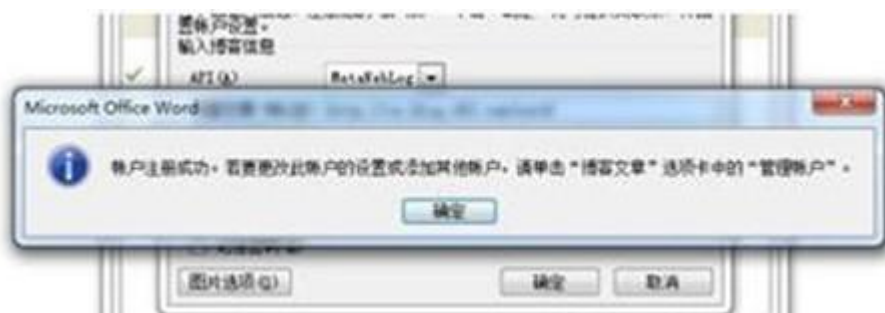 置帐户设置。
输入博客信息
API(A) MetaWebLog
Microsoft Office Word
帐户注册成功。若要更改此帐户的设置或添加其他帐户，请单击“博客文章”选项卡中的“管理帐户”。
确定
图片选项(G) 确定 取消